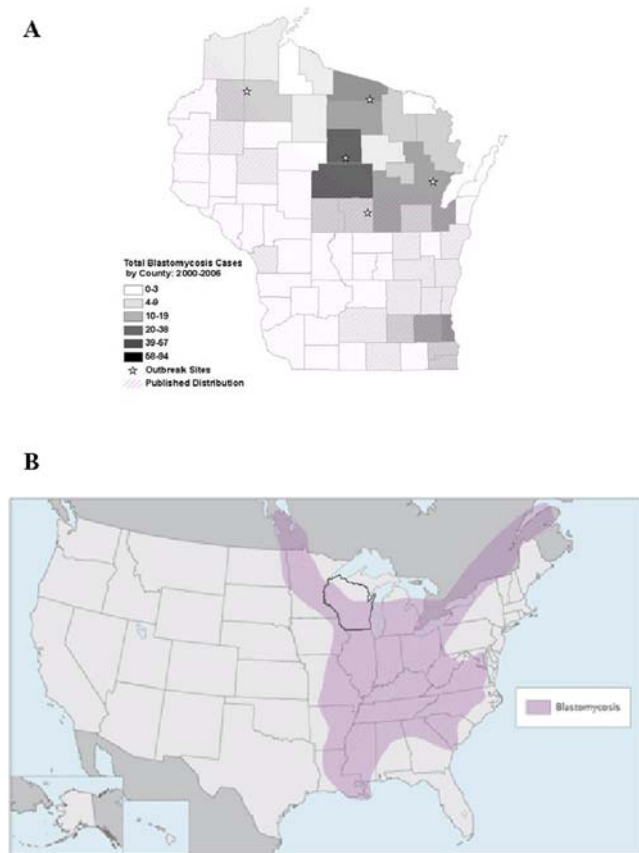 A
Total Blastomycosis Cases
by County: 2000-2006
0-3
4-9
10-19
20-38
39-57
58-94
Outbreak Sites
Published Distribution
B
Blastomycosis